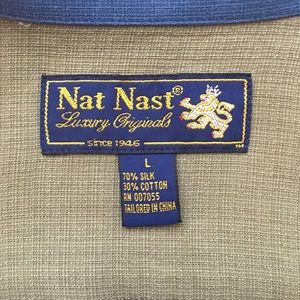 Nat Nast®
Luxury Originals
since 1946
L
70% SILK
30% COTTON
RN 007055
TAILORED IN CHINA